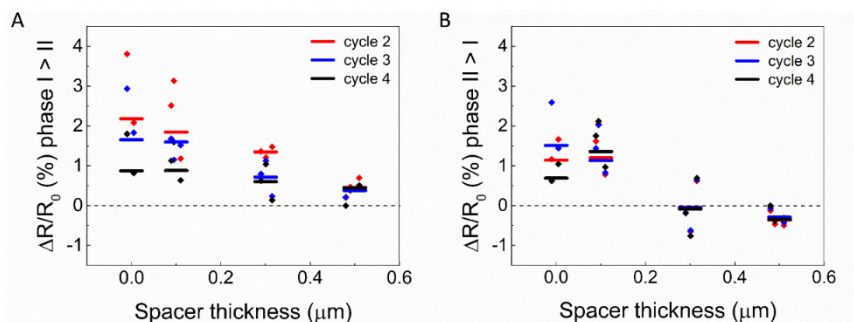 A
ΔR/R0 (%) phase I > II
4
3
2
1
0
-1
cycle 2
cycle 3
cycle 4
0.0
0.2
0.4
0.6
Spacer thickness (μm)
B
ΔR/R0 (%) phase II > I
4
3
2
1
0
-1
cycle 2
cycle 3
cycle 4
0.0
0.2
0.4
0.6
Spacer thickness (μm)